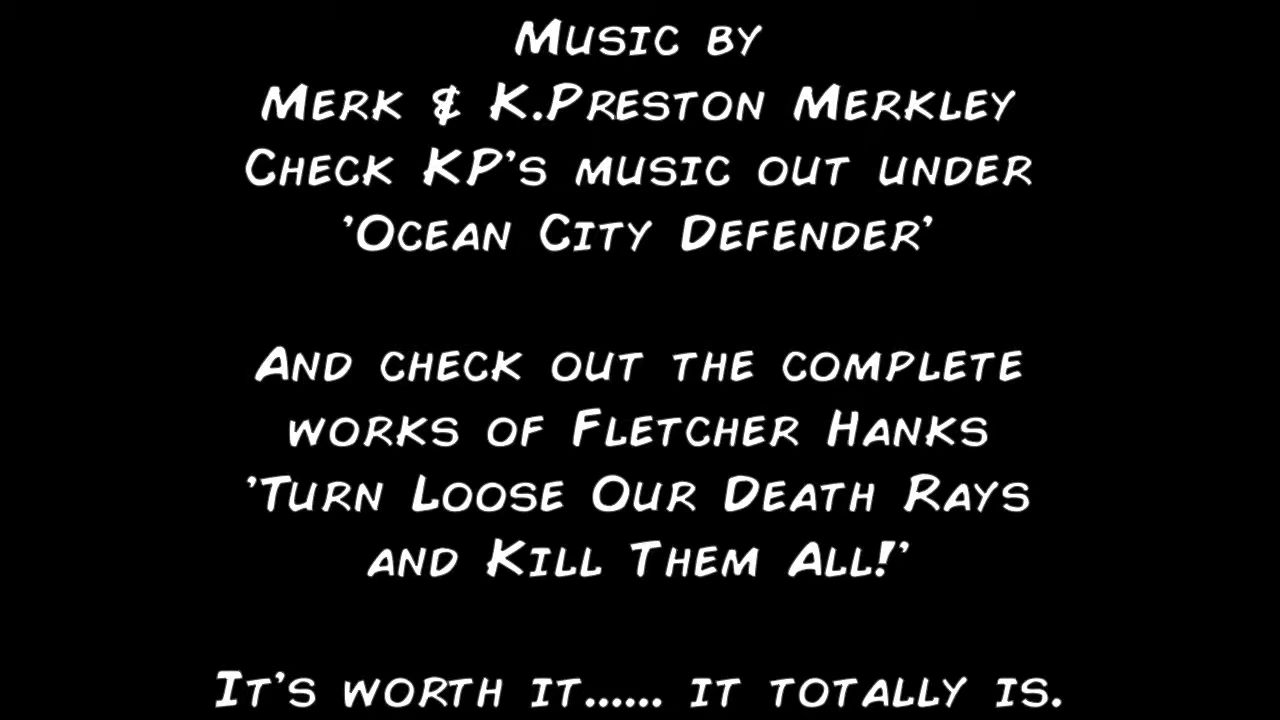 Music by
Merk & K.Preston Merkley
Check KP's music out under
'Ocean City Defender'
And check out the complete
works of Fletcher Hanks
'Turn Loose Our Death Rays
and Kill Them All!'
It's worth it...... it totally is.